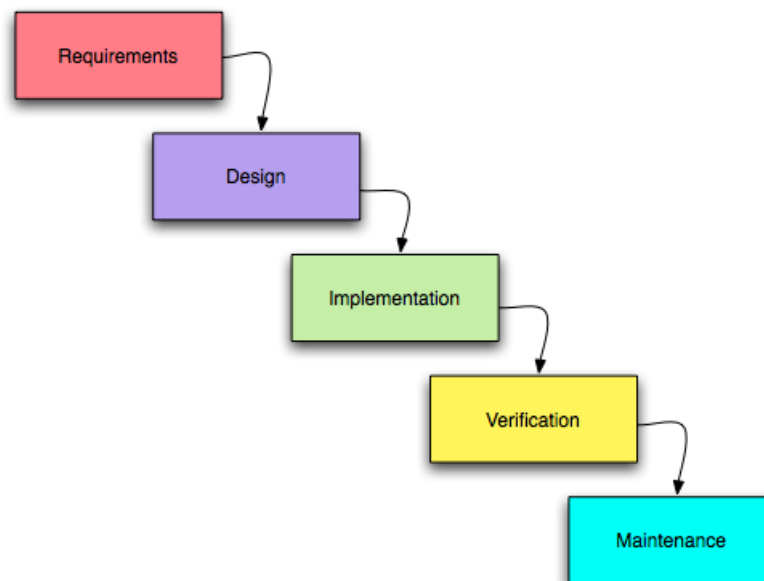 Requirements
Design
Implementation
Verification
Maintenance